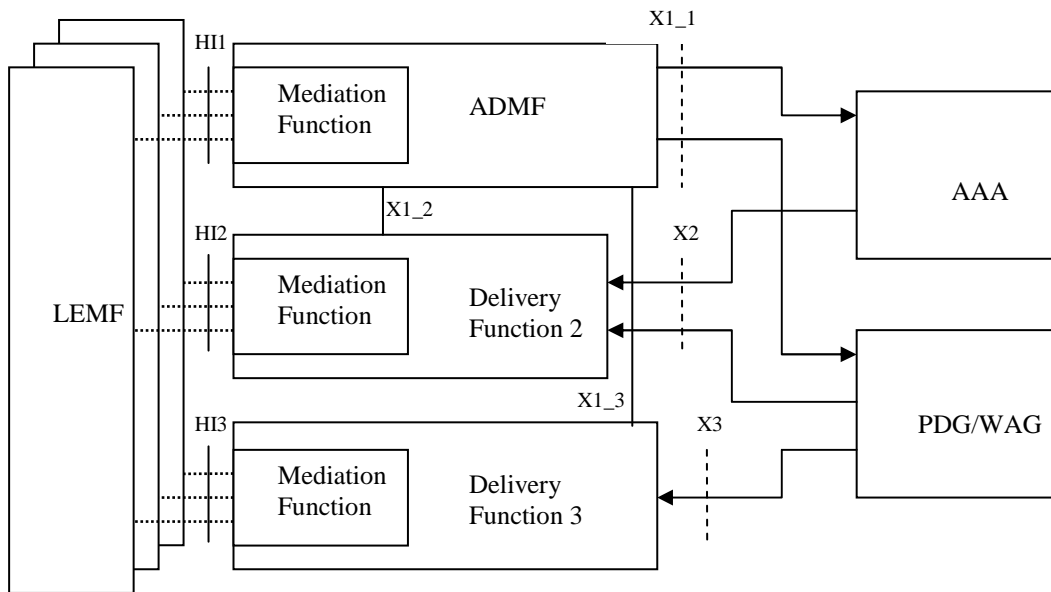 X1_1
HI1
Mediation
Function
ADMF
AAA
X1_2
HI2
X2
Mediation
Function
Delivery
Function 2
LEMF
X1_3
HI3
X3
PDG/WAG
Mediation
Function
Delivery
Function 3